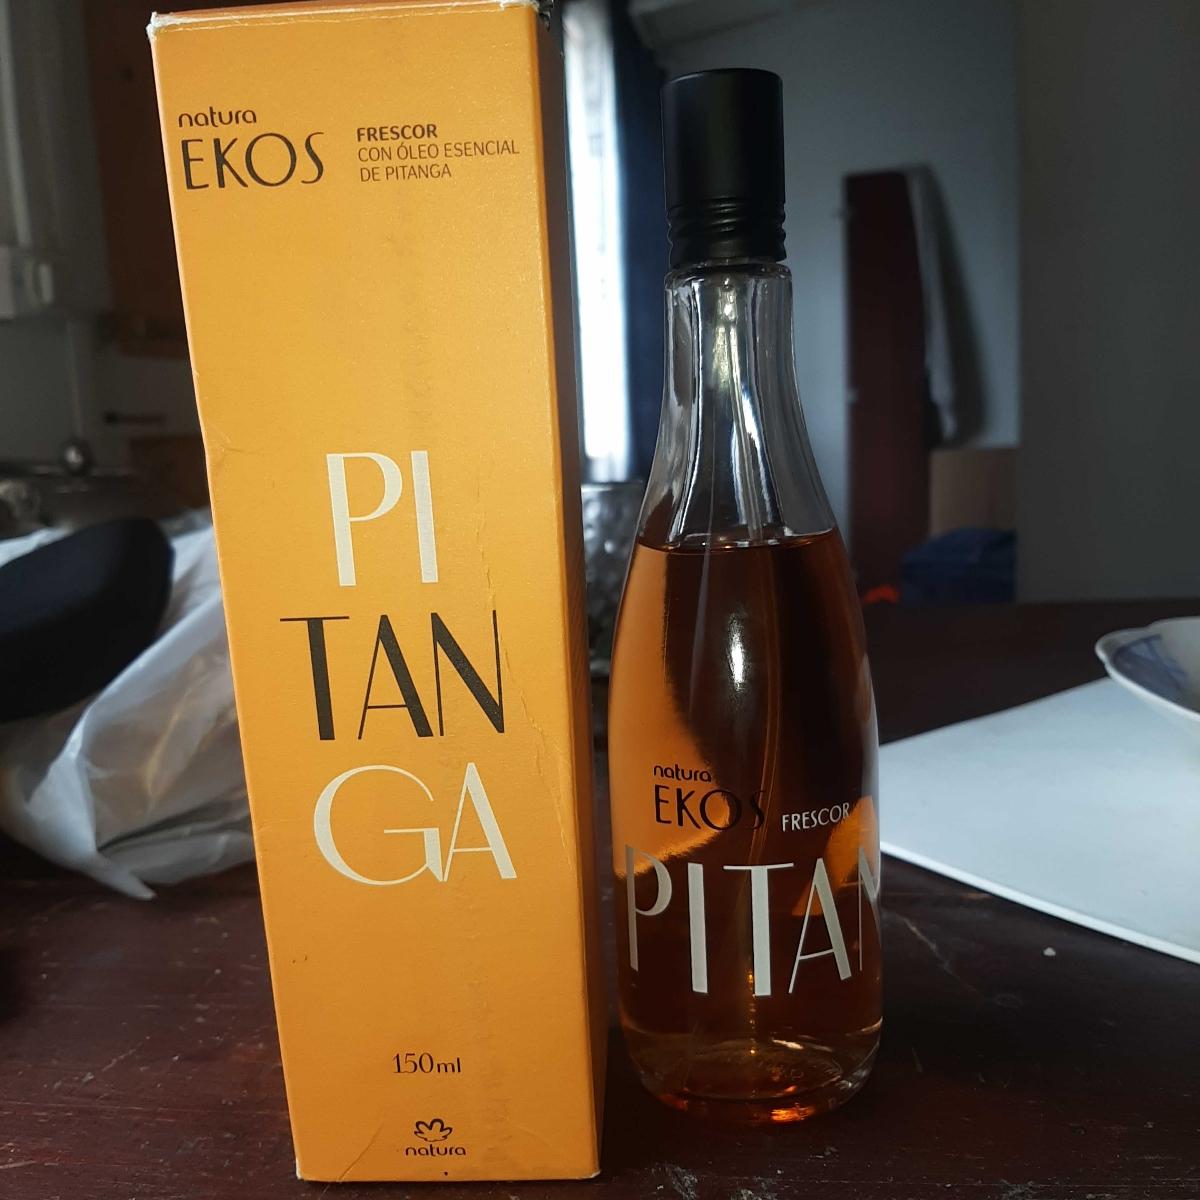 natura
EKOS
FRESCOR
CON ÓLEO ESENCIAL
DE PITANGA
PI
TAN
GA
150ml
natura
natura
EKOS FRESCOR
PITAN